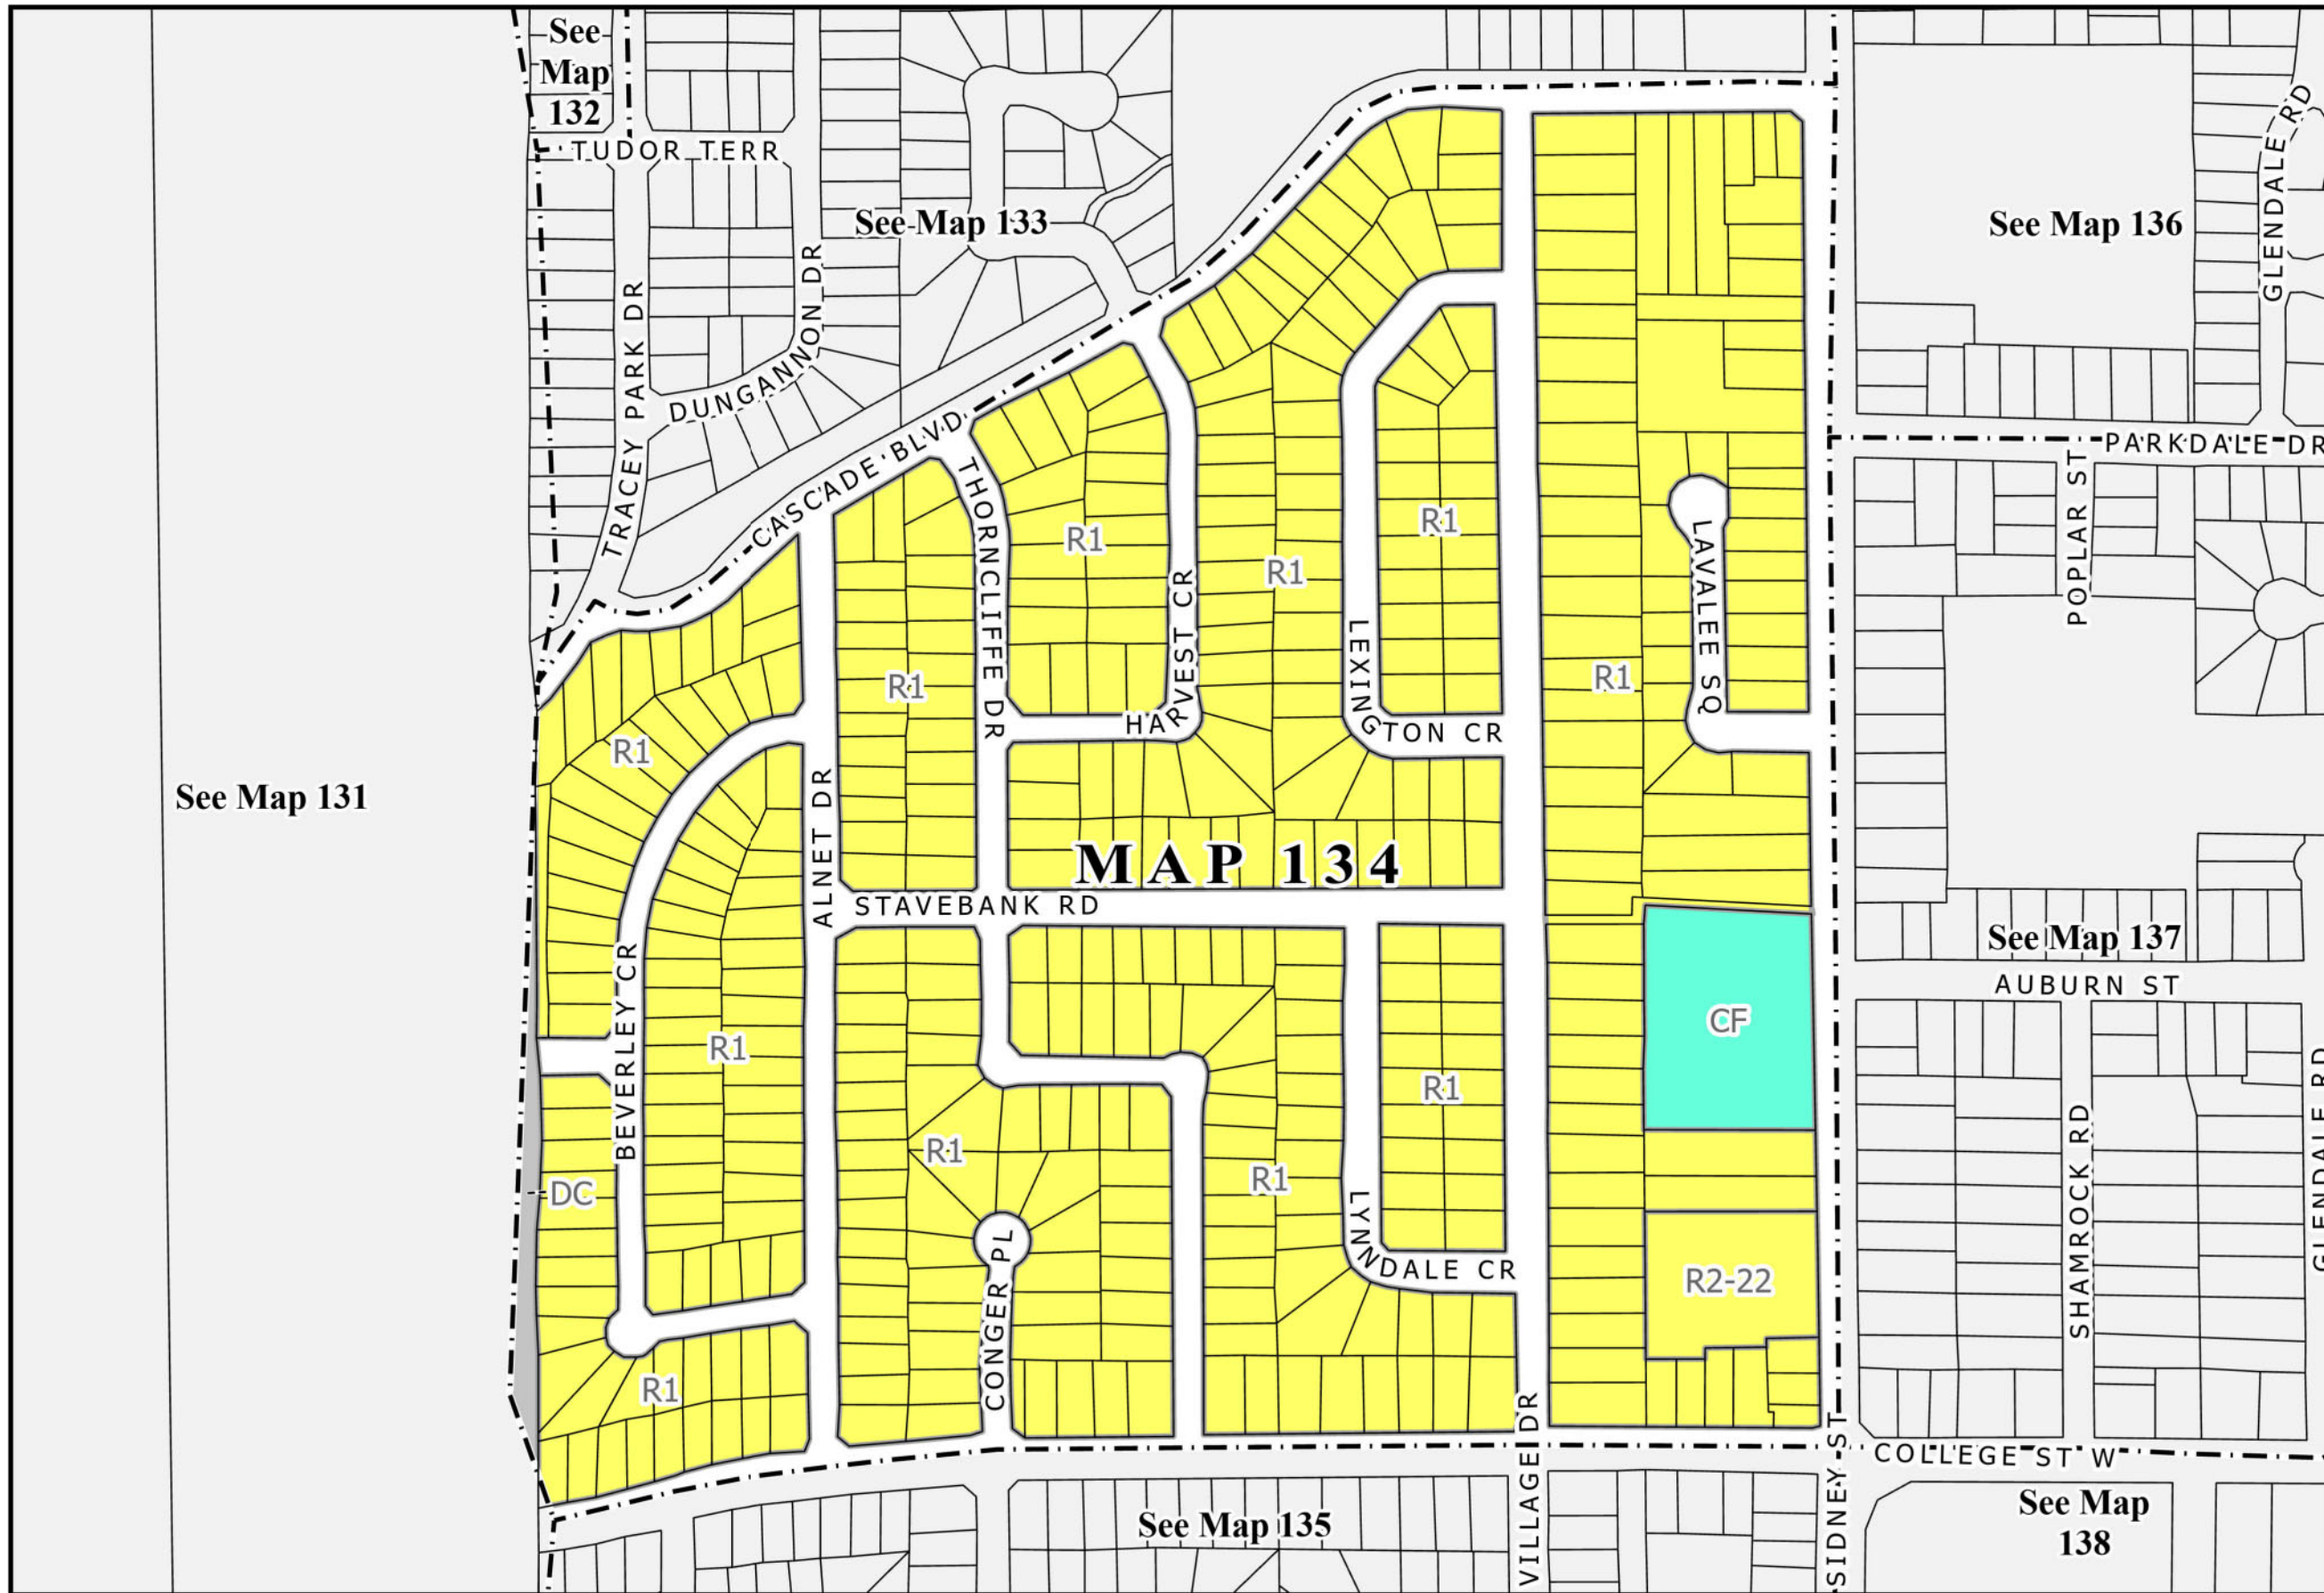 See
Map
132
TUDOR TERR
GLENDALE RD
See Map 133
See Map 136
TRACEY PARK DR
DUNGANNON DR
CASCADE BLVD
PARKDALE DR
THORNCLIFFE DR
R1
R1
R1
HARVEST CR
LEXINGTON CR
LAVALEE SQ
POPLAR ST
R1
R1
R1
See Map 131
ALNET DR
MAP 134
STAVEBANK RD
See Map 137
AUBURN ST
BEVERLEY CR
R1
CF
R1
R1
R1
DC
LYNNDALE CR
SHAMROCK RD
GLENDALE RD
CONGER PL
R2-22
R1
VILLAGE DR
SIDNEY ST
COLLEGE ST W
See Map 135
See Map
138